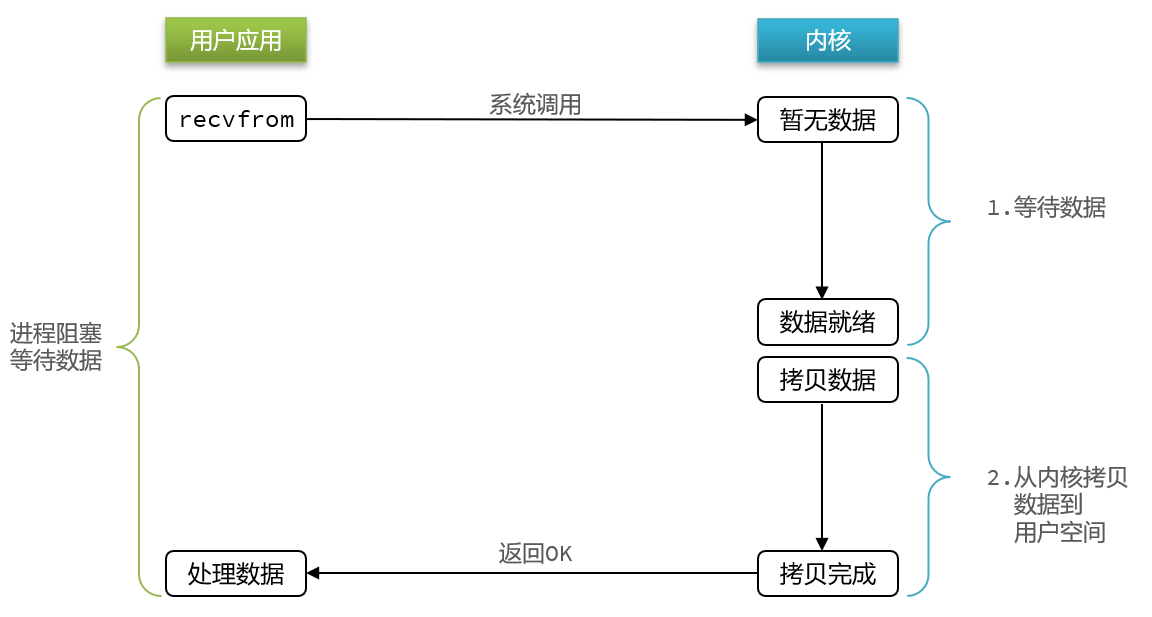 用户应用
内核
recvfrom
系统调用
暂无数据
1.等待数据
数据就绪
进程阻塞
等待数据
拷贝数据
2.从内核拷贝
数据到
用户空间
返回OK
处理数据
拷贝完成